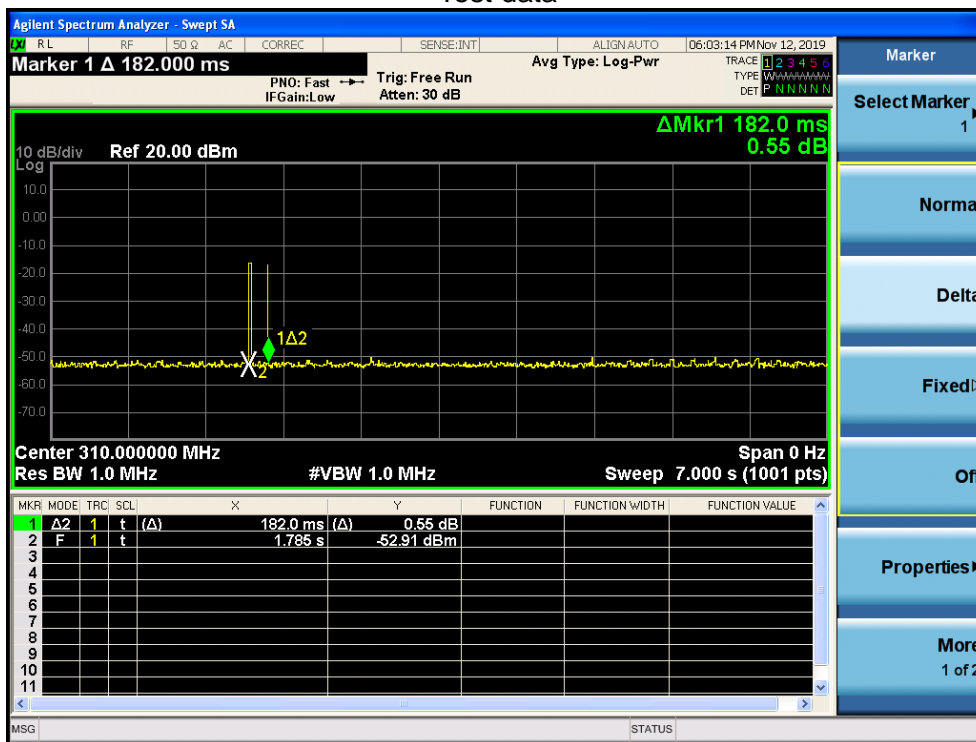 Test data
Agilent Spectrum Analyzer - Swept SA
LXI RL RF 50 Ω AC CORREC SENSE:INT ALIGN AUTO 06:03:14 PM Nov 12, 2019
Marker 1 Δ 182.000 ms
PNO: Fast
IFGain:Low
Trig: Free Run
Atten: 30 dB
Avg Type: Log-Pwr
TRACE 1 2 3 4 5 6
TYPE WWWWWW
DET P N N N N N
ΔMkr1 182.0 ms
0.55 dB
10 dB/div Ref 20.00 dBm
Log
10.0
0.00
-10.0
-20.0
-30.0
-40.0
-50.0
-60.0
-70.0
1Δ2
2
Center 310.000000 MHz Span 0 Hz
Res BW 1.0 MHz #VBW 1.0 MHz Sweep 7.000 s (1001 pts)
MKR MODE TRC SCL X Y FUNCTION FUNCTION WIDTH FUNCTION VALUE
1 Δ2 1 t (Δ) 182.0 ms (Δ) 0.55 dB
2 F 1 t 1.785 s -52.91 dBm
3
4
5
6
7
8
9
10
11
MSG STATUS
Marker
Select Marker
1
Norma
Delta
Fixed
Of
Properties
More
1 of 2